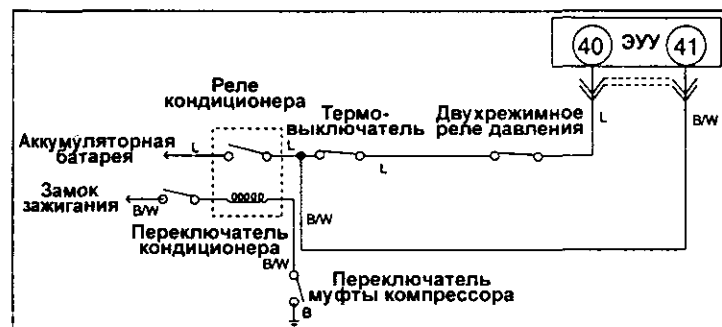 40 ЭУУ 41
Реле
кондиционера
Термо-
выключатель
Двухрежимное
реле давления
L
B/W
Аккумуляторная
батарея
L
L
L
Замок
зажигания
B/W
B/W
Переключатель
кондиционера
B/W
Переключатель
муфты компрессора
B